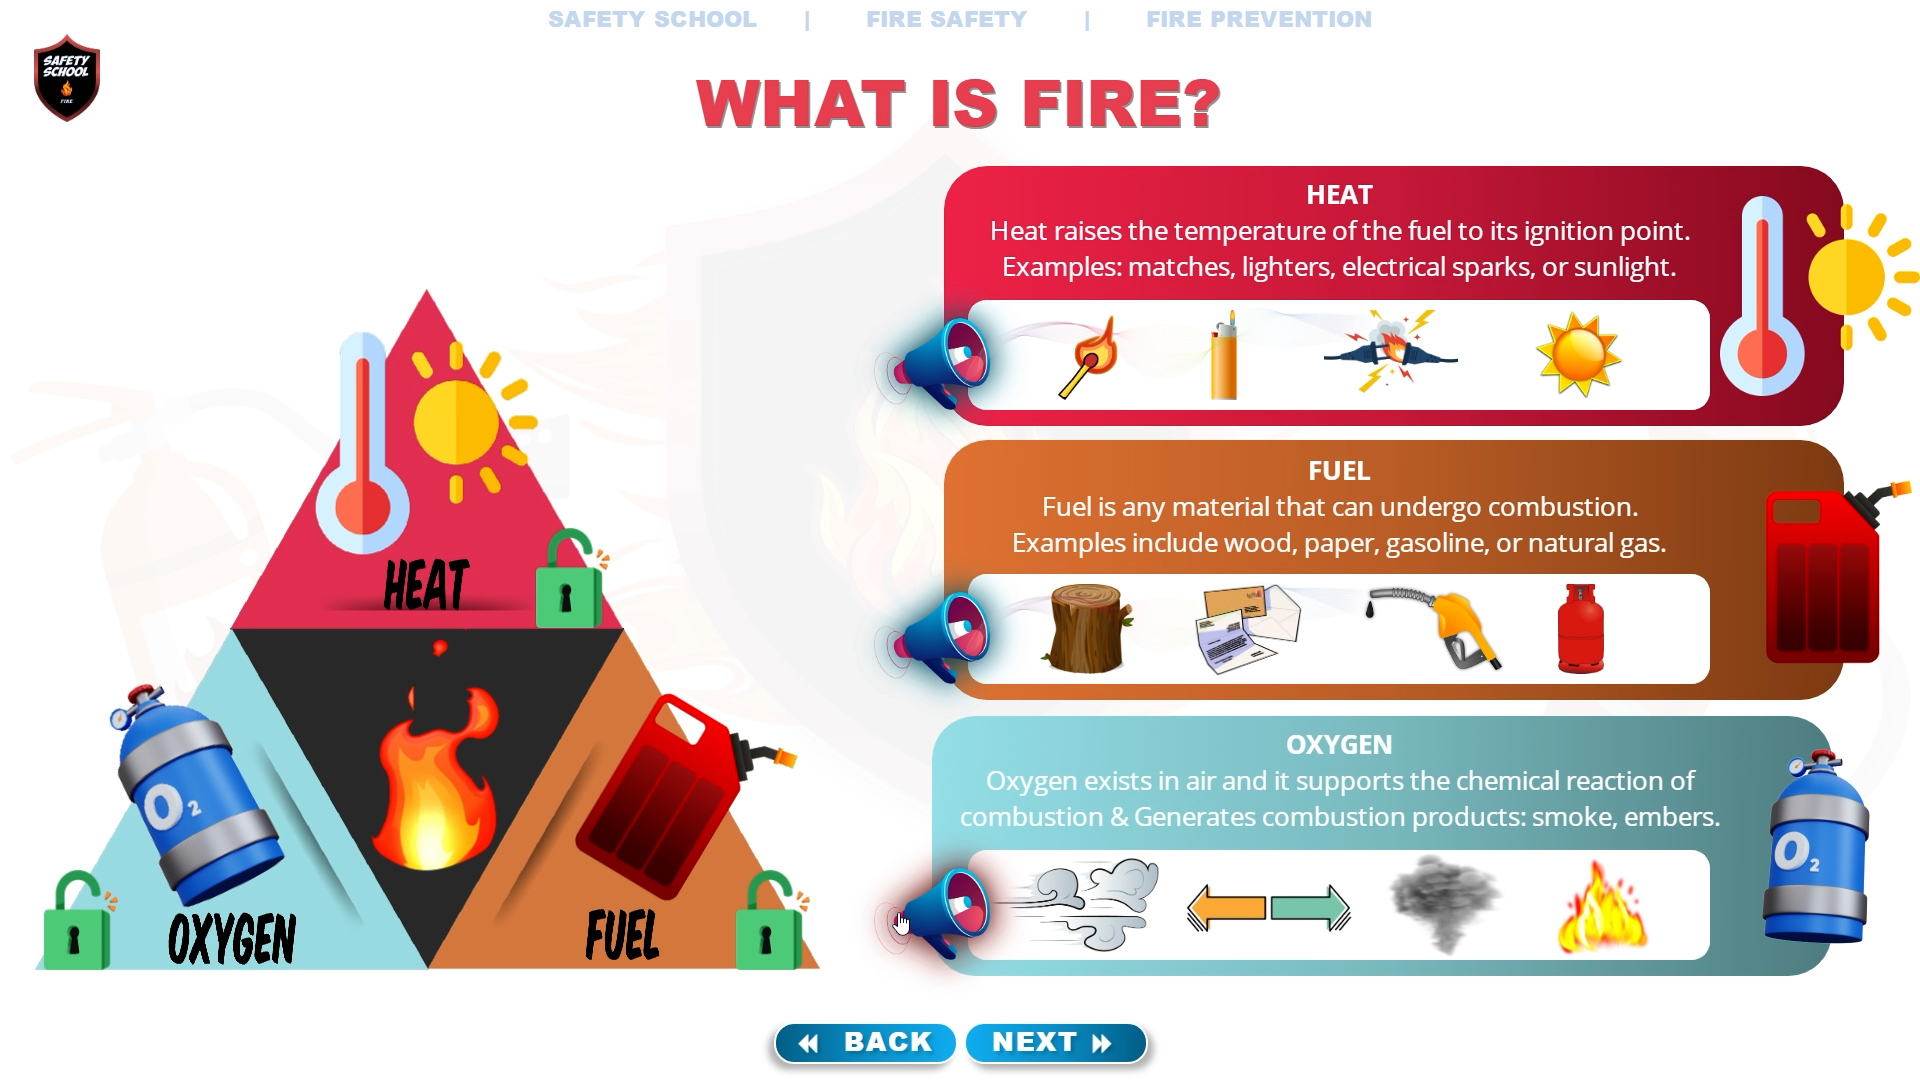 SAFETY SCHOOL | FIRE SAFETY | FIRE PREVENTION
SAFETY
SCHOOL
FIRE
WHAT IS FIRE?
HEAT
OXYGEN
O2
FUEL
HEAT
Heat raises the temperature of the fuel to its ignition point.
Examples: matches, lighters, electrical sparks, or sunlight.
FUEL
Fuel is any material that can undergo combustion.
Examples include wood, paper, gasoline, or natural gas.
OXYGEN
Oxygen exists in air and it supports the chemical reaction of
combustion & Generates combustion products: smoke, embers.
O2
BACK
NEXT